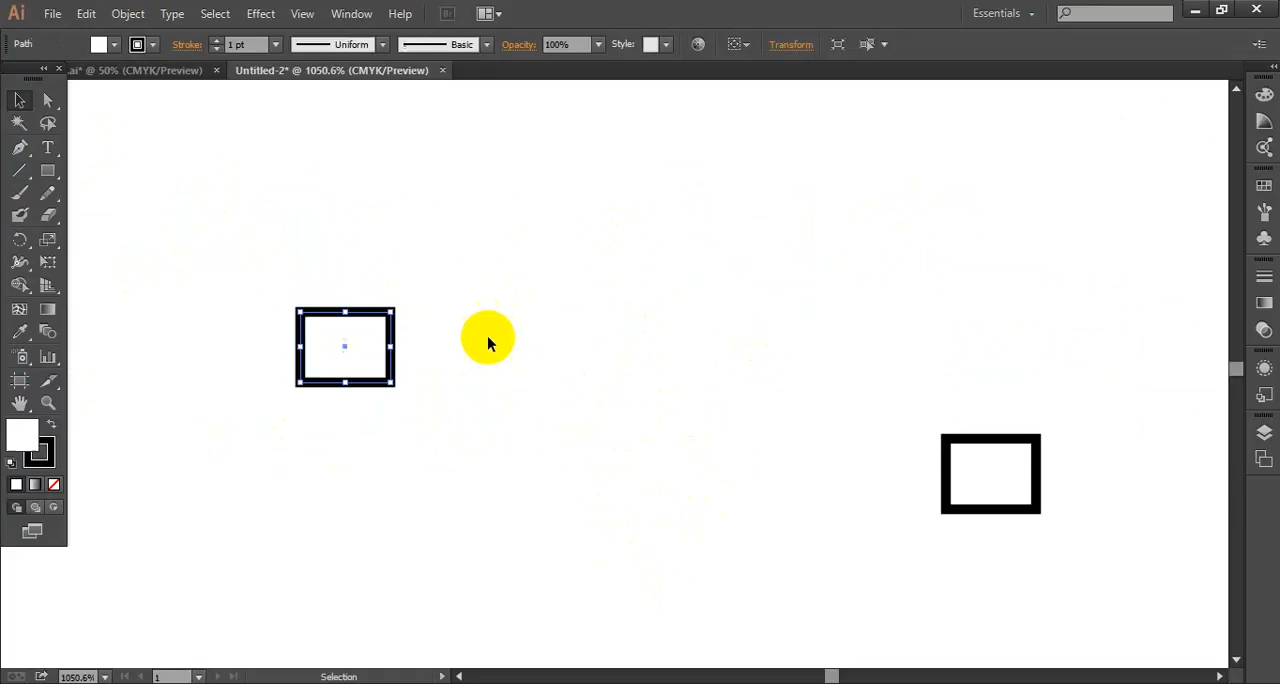 Ai File Edit Object Type Select Effect View Window Help Br Essentials
Path Stroke: 1 pt Uniform Basic Opacity: 100% Style: Transform
.ai* @ 50% (CMYK/Preview) × Untitled-2* @ 1050.6% (CMYK/Preview) ×
T
1050.6% 1 Selection